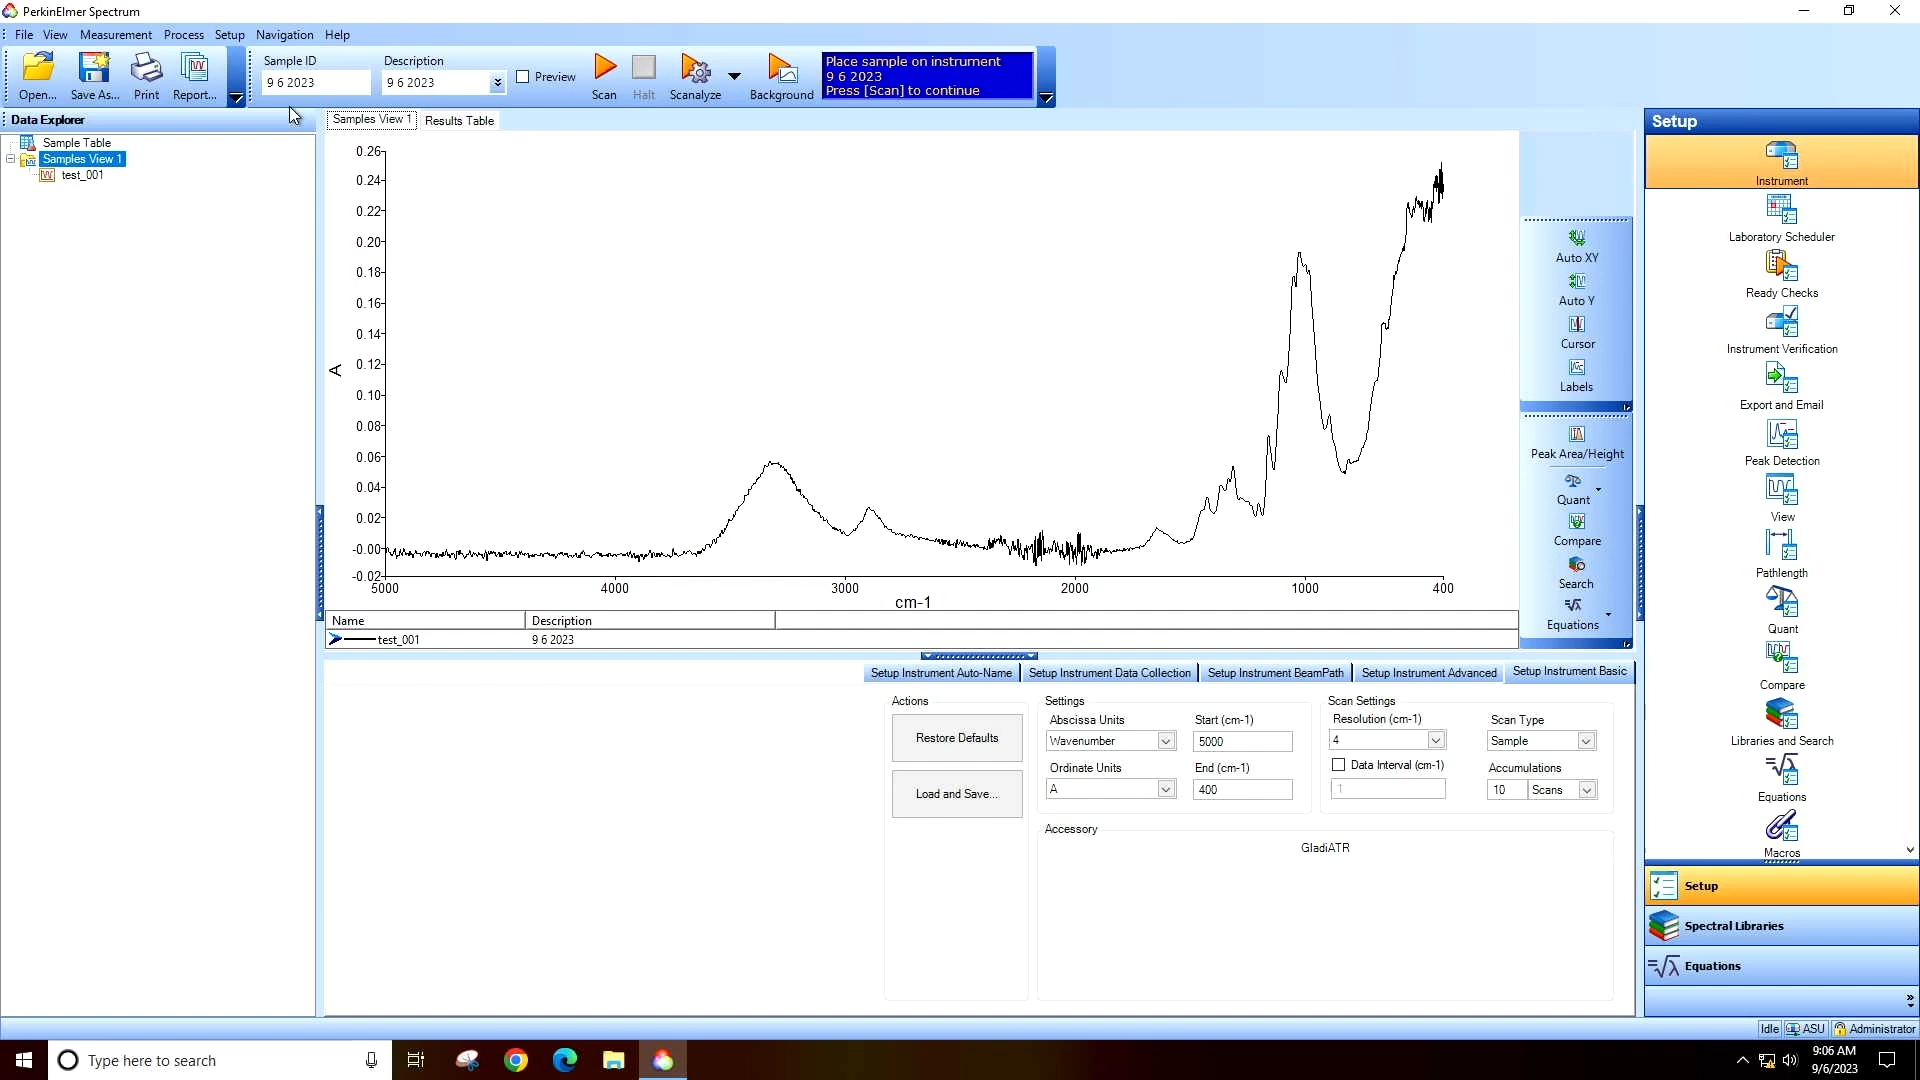 PerkinElmer Spectrum
File View Measurement Process Setup Navigation Help
Open... Save As... Print Report...
Sample ID
9 6 2023
Description
9 6 2023
Preview
Scan Halt Scanalyze Background
Place sample on instrument
9 6 2023
Press [Scan] to continue
Data Explorer
Sample Table
Samples View 1
test_001
Samples View 1 Results Table
0.26
0.24
0.22
0.20
0.18
0.16
0.14
0.12
0.10
0.08
0.06
0.04
0.02
-0.00
-0.02
A
5000 4000 3000 2000 1000 400
cm-1
Name Description
test_001 9 6 2023
Auto XY
Auto Y
Cursor
Labels
Peak Area/Height
Quant
Compare
Search
Equations
Setup Instrument Auto-Name Setup Instrument Data Collection Setup Instrument BeamPath Setup Instrument Advanced Setup Instrument Basic
Actions
Restore Defaults
Load and Save...
Settings
Abscissa Units Start (cm-1)
Wavenumber 5000
Ordinate Units End (cm-1)
A 400
Scan Settings
Resolution (cm-1) Scan Type
4 Sample
Data Interval (cm-1) Accumulations
1 10 Scans
Accessory
GladiATR
Setup
Instrument
Laboratory Scheduler
Ready Checks
Instrument Verification
Export and Email
Peak Detection
View
Pathlength
Quant
Compare
Libraries and Search
Equations
Macros
Setup
Spectral Libraries
Equations
Idle ASU Administrator
Type here to search
9:06 AM
9/6/2023